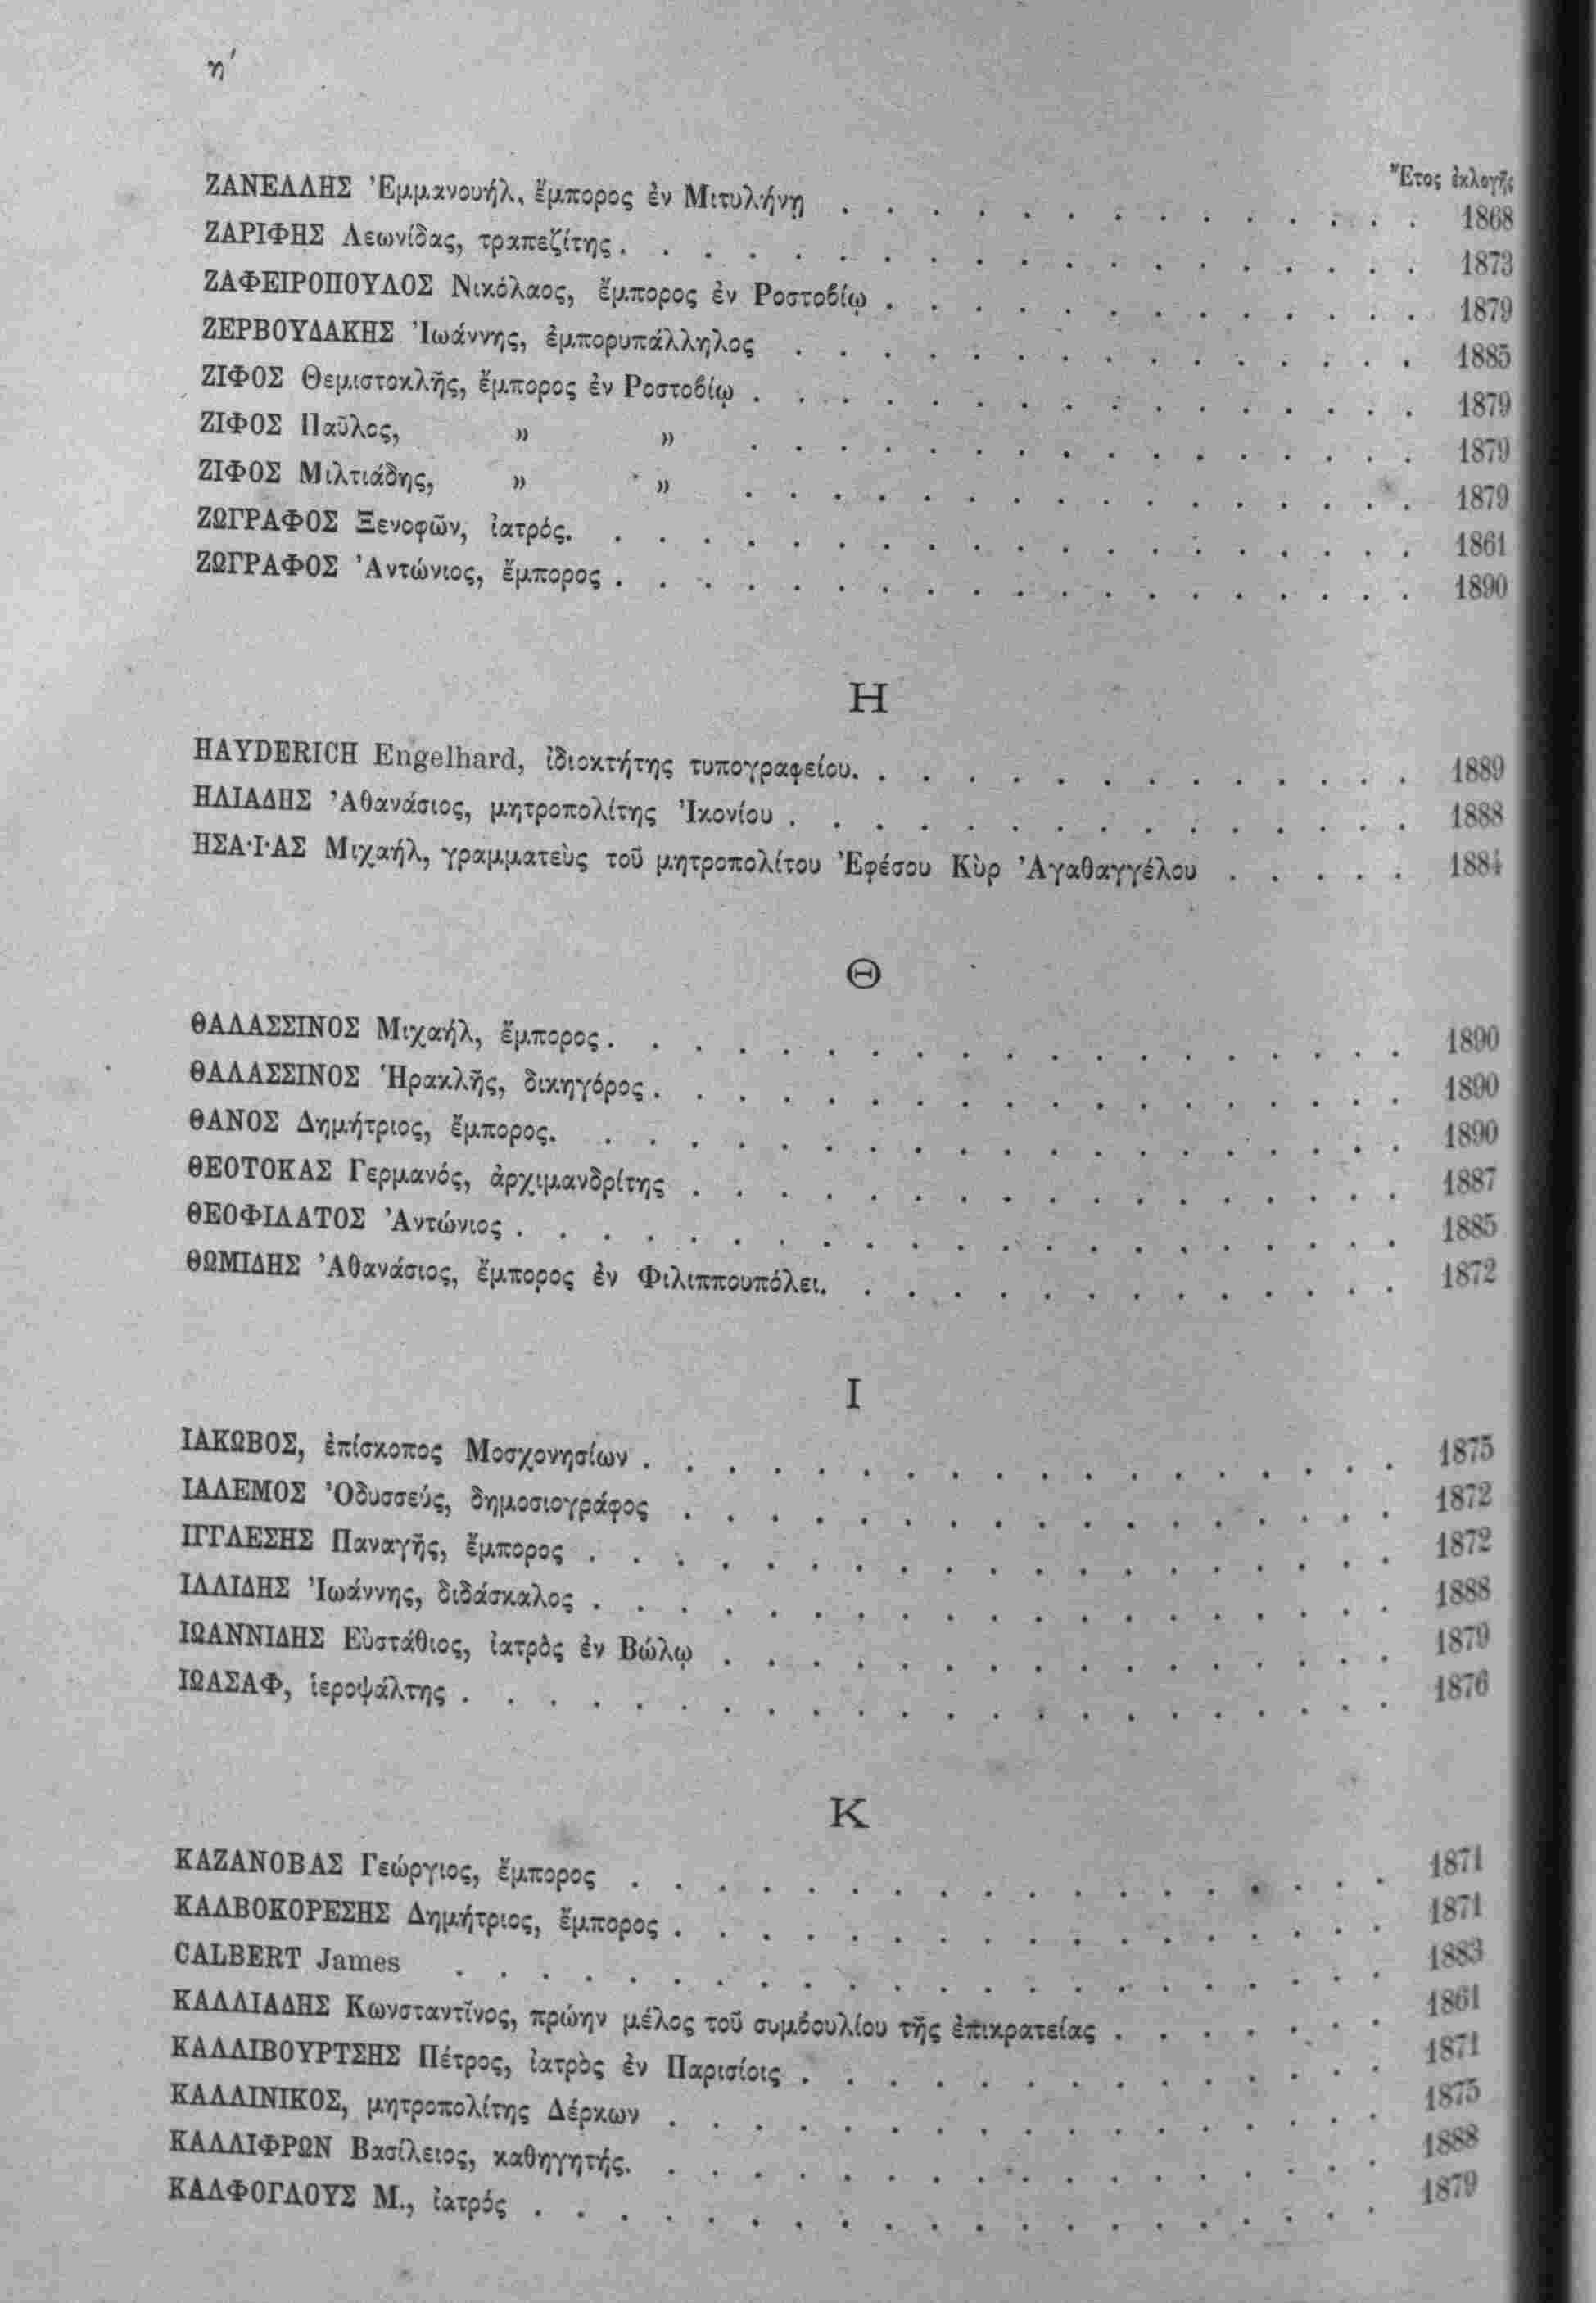 η′
Ἔτος ἐκλογῆς
ΖΑΝΕΛΛΗΣ Ἐμμανουήλ, ἔμπορος ἐν Μιτυλήνῃ . . . . . . . . . . . . . . 1868
ΖΑΡΙΦΗΣ Λεωνίδας, τραπεζίτης . . . . . . . . . . . . . . . . . . . 1873
ΖΑΦΕΙΡΟΠΟΥΛΟΣ Νικόλαος, ἔμπορος ἐν Ροστοβίῳ . . . . . . . . . . . . . 1879
ΖΕΡΒΟΥΔΑΚΗΣ Ἰωάννης, ἐμπορυπάλληλος . . . . . . . . . . . . . . . 1885
ΖΙΦΟΣ Θεμιστοκλῆς, ἔμπορος ἐν Ροστοβίῳ . . . . . . . . . . . . . . . . 1879
ΖΙΦΟΣ Παῦλος, » » . . . . . . . . . . . . . . . . 1879
ΖΙΦΟΣ Μιλτιάδης, » » . . . . . . . . . . . . . . . . 1879
ΖΩΓΡΑΦΟΣ Ξενοφῶν, ἰατρός. . . . . . . . . . . . . . . . . . . . 1861
ΖΩΓΡΑΦΟΣ Ἀντώνιος, ἔμπορος . . . . . . . . . . . . . . . . . . . 1890
Η
HAYDERICH Engelhard, ἰδιοκτήτης τυπογραφείου. . . . . . . . . . . . . . 1889
ΗΛΙΑΔΗΣ Ἀθανάσιος, μητροπολίτης Ἰκονίου . . . . . . . . . . . . . . . 1888
ΗΣΑ·Ι·ΑΣ Μιχαήλ, γραμματεὺς τοῦ μητροπολίτου Ἐφέσου Κὺρ Ἀγαθαγγέλου . . . . . 1884
Θ
ΘΑΛΑΣΣΙΝΟΣ Μιχαήλ, ἔμπορος . . . . . . . . . . . . . . . . . . . 1890
ΘΑΛΑΣΣΙΝΟΣ Ἡρακλῆς, δικηγόρος . . . . . . . . . . . . . . . . . . 1890
ΘΑΝΟΣ Δημήτριος, ἔμπορος. . . . . . . . . . . . . . . . . . . . 1890
ΘΕΟΤΟΚΑΣ Γερμανός, ἀρχιμανδρίτης . . . . . . . . . . . . . . . . . 1887
ΘΕΟΦΙΛΑΤΟΣ Ἀντώνιος . . . . . . . . . . . . . . . . . . . . . 1885
ΘΩΜΙΔΗΣ Ἀθανάσιος, ἔμπορος ἐν Φιλιππουπόλει. . . . . . . . . . . . . . 1872
Ι
ΙΑΚΩΒΟΣ, ἐπίσκοπος Μοσχονησίων . . . . . . . . . . . . . . . . . . 1875
ΙΑΛΕΜΟΣ Ὀδυσσεύς, δημοσιογράφος . . . . . . . . . . . . . . . . . 1872
ΙΓΓΛΕΣΗΣ Παναγῆς, ἔμπορος . . . . . . . . . . . . . . . . . . . 1872
ΙΛΛΙΔΗΣ Ἰωάννης, διδάσκαλος . . . . . . . . . . . . . . . . . . . 1888
ΙΩΑΝΝΙΔΗΣ Εὐστάθιος, ἰατρὸς ἐν Βώλῳ . . . . . . . . . . . . . . . . 1879
ΙΩΑΣΑΦ, ἱεροψάλτης . . . . . . . . . . . . . . . . . . . . . . 1876
Κ
ΚΑΖΑΝΟΒΑΣ Γεώργιος, ἔμπορος . . . . . . . . . . . . . . . . . . 1871
ΚΑΛΒΟΚΟΡΕΣΗΣ Δημήτριος, ἔμπορος . . . . . . . . . . . . . . . . . 1871
CALBERT James . . . . . . . . . . . . . . . . . . . . . . 1883
ΚΑΛΛΙΑΔΗΣ Κωνσταντῖνος, πρώην μέλος τοῦ συμβουλίου τῆς ἐπικρατείας . . . . . . . 1861
ΚΑΛΛΙΒΟΥΡΤΣΗΣ Πέτρος, ἰατρὸς ἐν Παρισίοις . . . . . . . . . . . . . . 1871
ΚΑΛΛΙΝΙΚΟΣ, μητροπολίτης Δέρκων . . . . . . . . . . . . . . . . . 1875
ΚΑΛΛΙΦΡΩΝ Βασίλειος, καθηγητής. . . . . . . . . . . . . . . . . . 1888
ΚΑΛΦΟΓΛΟΥΣ Μ., ἰατρός . . . . . . . . . . . . . . . . . . . . 1879